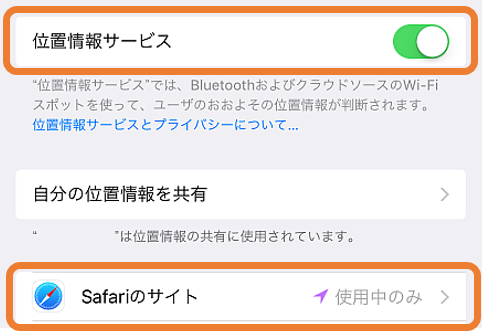 位置情報サービス
“位置情報サービス”では、BluetoothおよびクラウドソースのWi-Fi
スポットを使って、ユーザのおおよその位置情報が判断されます。
位置情報サービスとプライバシーについて...
自分の位置情報を共有
“ ”は位置情報の共有に使用されています。
Safariのサイト 使用中のみ